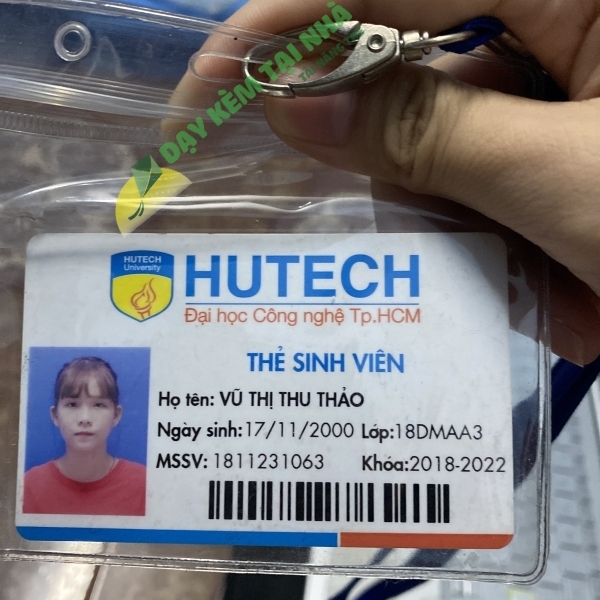 DẠY KÈM TẠI NHÀ
HUTECH
University
HUTECH
Đại học Công nghệ Tp.HCM
THẺ SINH VIÊN
Họ tên: VŨ THỊ THU THẢO
Ngày sinh: 17/11/2000 Lớp: 18DMAA3
MSSV: 1811231063 Khóa: 2018-2022